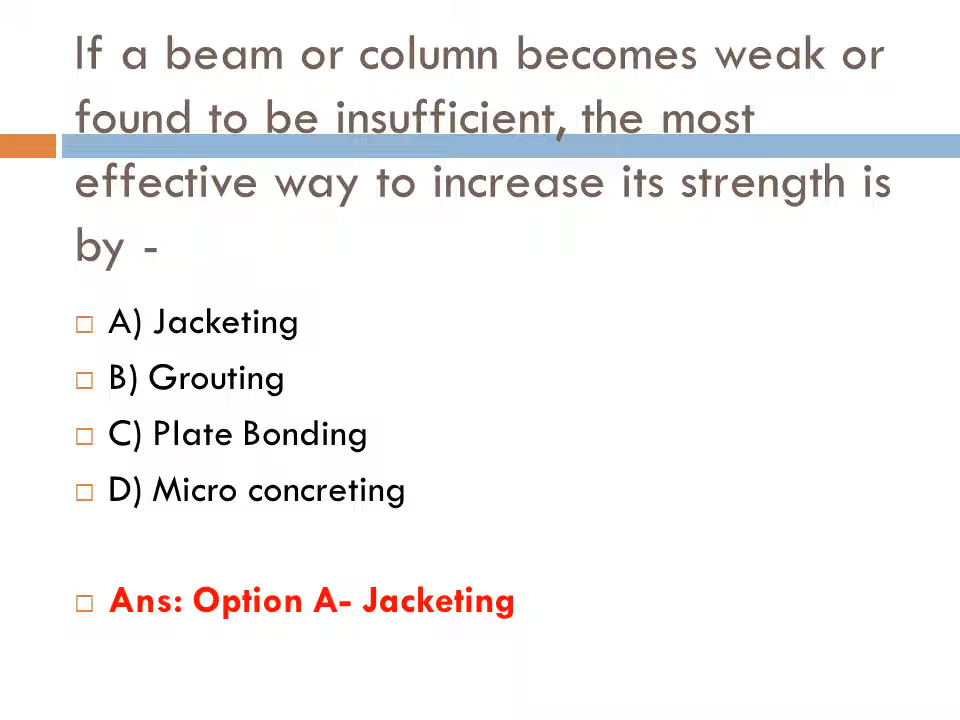 If a beam or column becomes weak or
found to be insufficient, the most
effective way to increase its strength is
by -
A) Jacketing
B) Grouting
C) Plate Bonding
D) Micro concreting
Ans: Option A- Jacketing